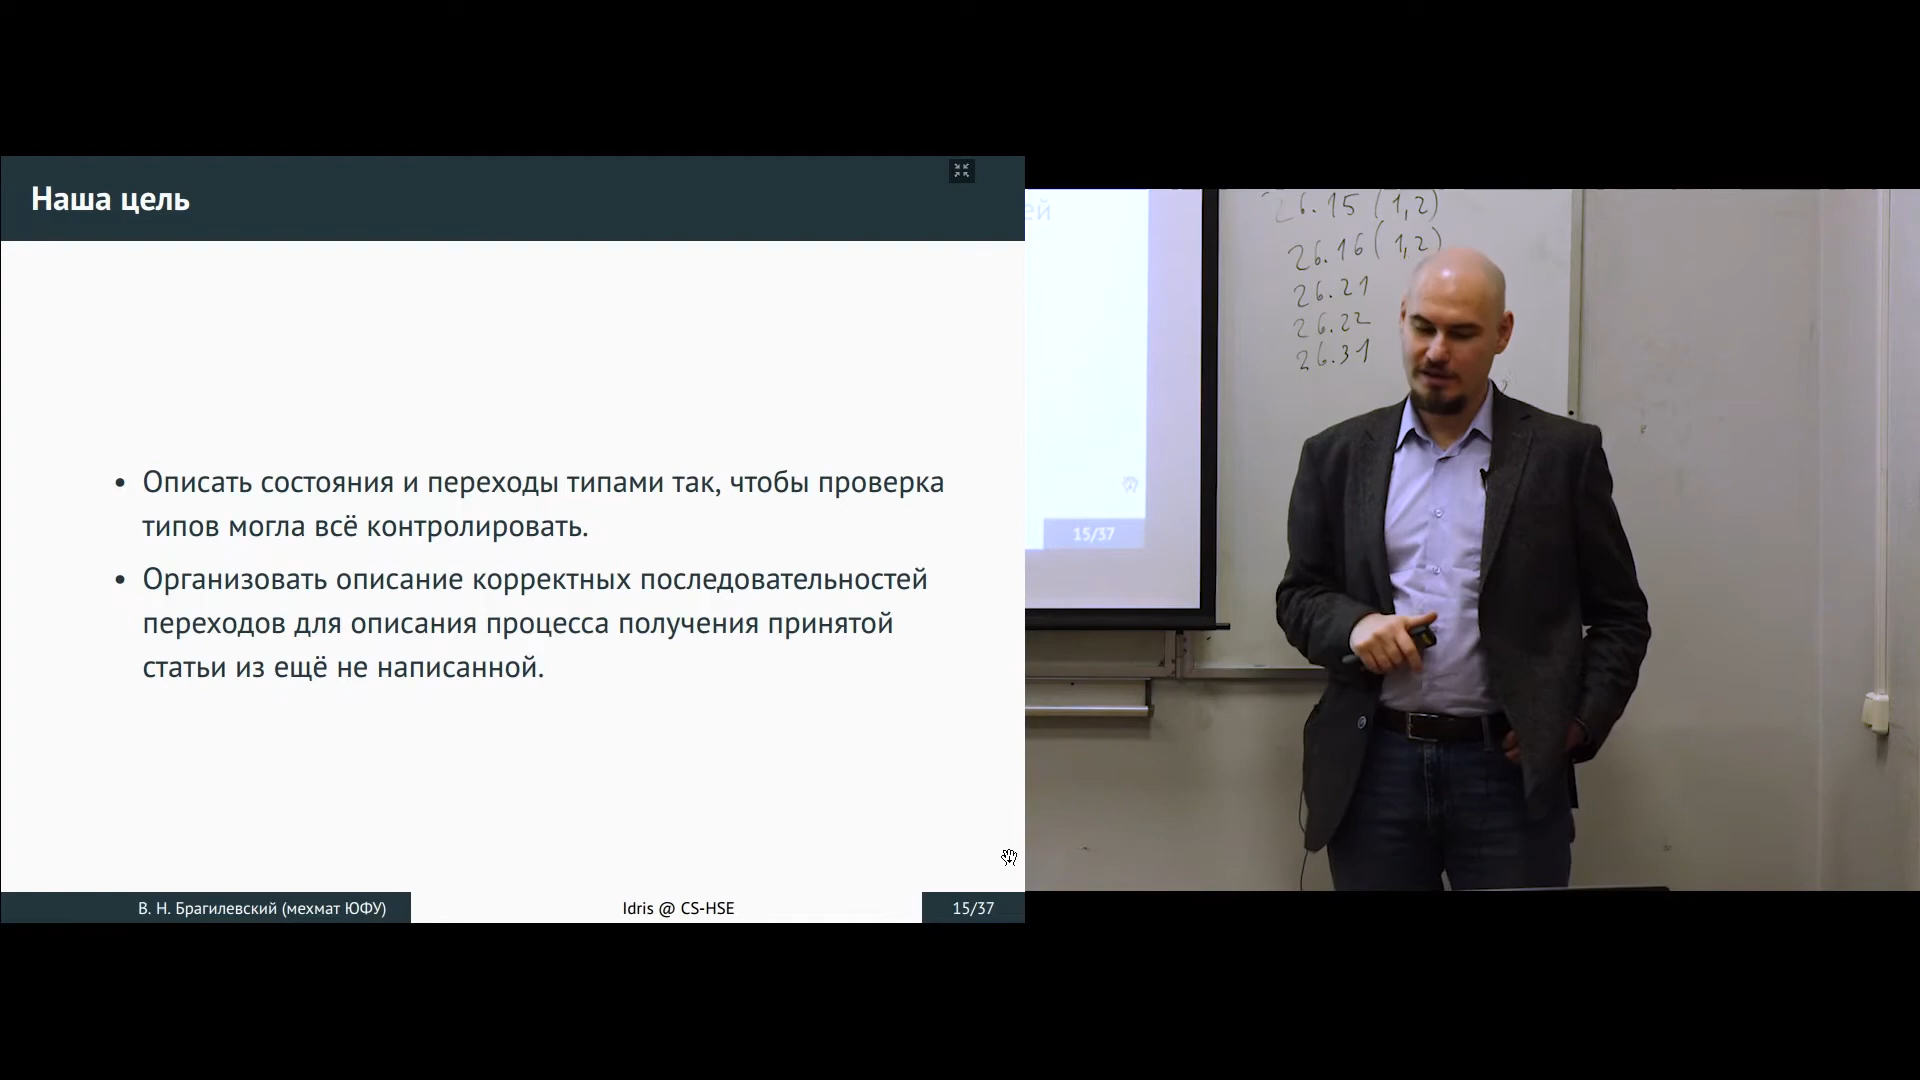 Наша цель
• Описать состояния и переходы типами так, чтобы проверка
типов могла всё контролировать.
• Организовать описание корректных последовательностей
переходов для описания процесса получения принятой
статьи из ещё не написанной.
В. Н. Брагилевский (мехмат ЮФУ)
Idris @ CS-HSE
15/37
ей
15/37
26.15 (1,2)
26.16 (1,2)
26.21
26.22
26.31